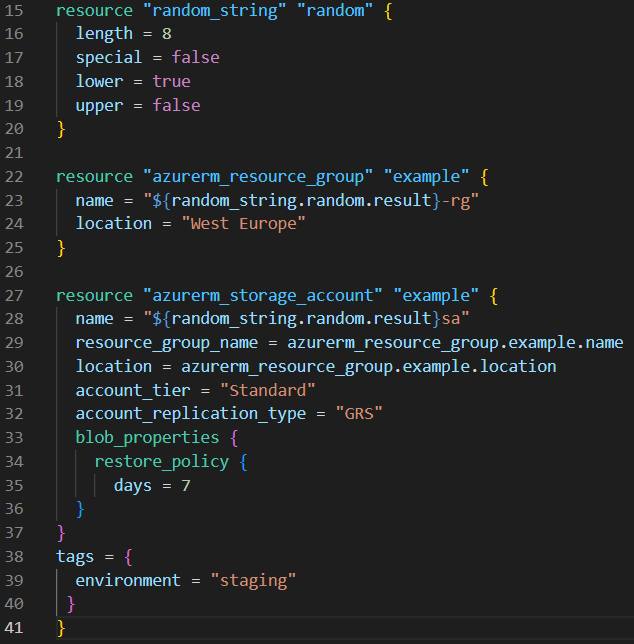 15 resource "random_string" "random" {
16 length = 8
17 special = false
18 lower = true
19 upper = false
20 }
21
22 resource "azurerm_resource_group" "example" {
23 name = "${random_string.random.result}-rg"
24 location = "West Europe"
25 }
26
27 resource "azurerm_storage_account" "example" {
28 name = "${random_string.random.result}sa"
29 resource_group_name = azurerm_resource_group.example.name
30 location = azurerm_resource_group.example.location
31 account_tier = "Standard"
32 account_replication_type = "GRS"
33 blob_properties {
34 restore_policy {
35 days = 7
36 }
37 }
38 tags = {
39 environment = "staging"
40 }
41 }